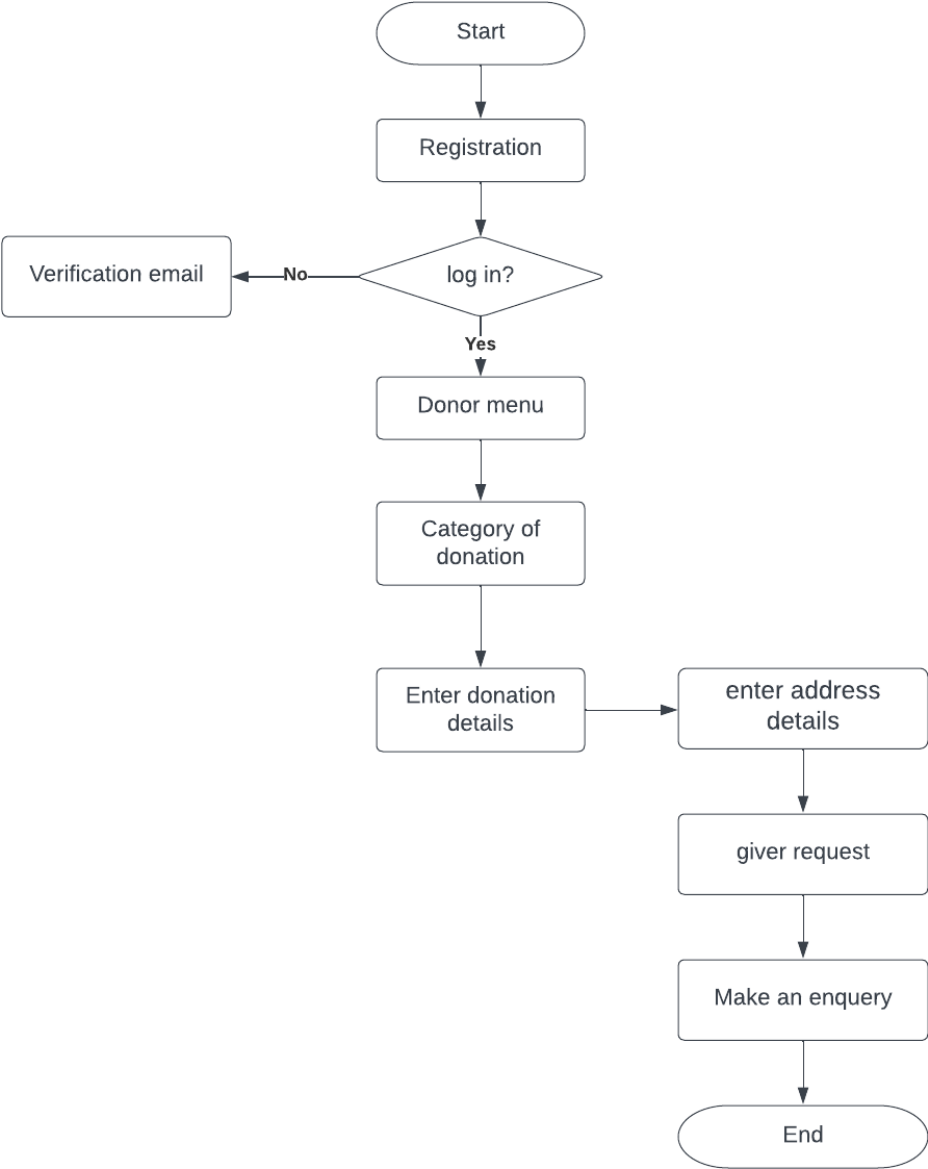 Start
Registration
log in?
No
Verification email
Yes
Donor menu
Category of
donation
Enter donation
details
enter address
details
giver request
Make an enquery
End